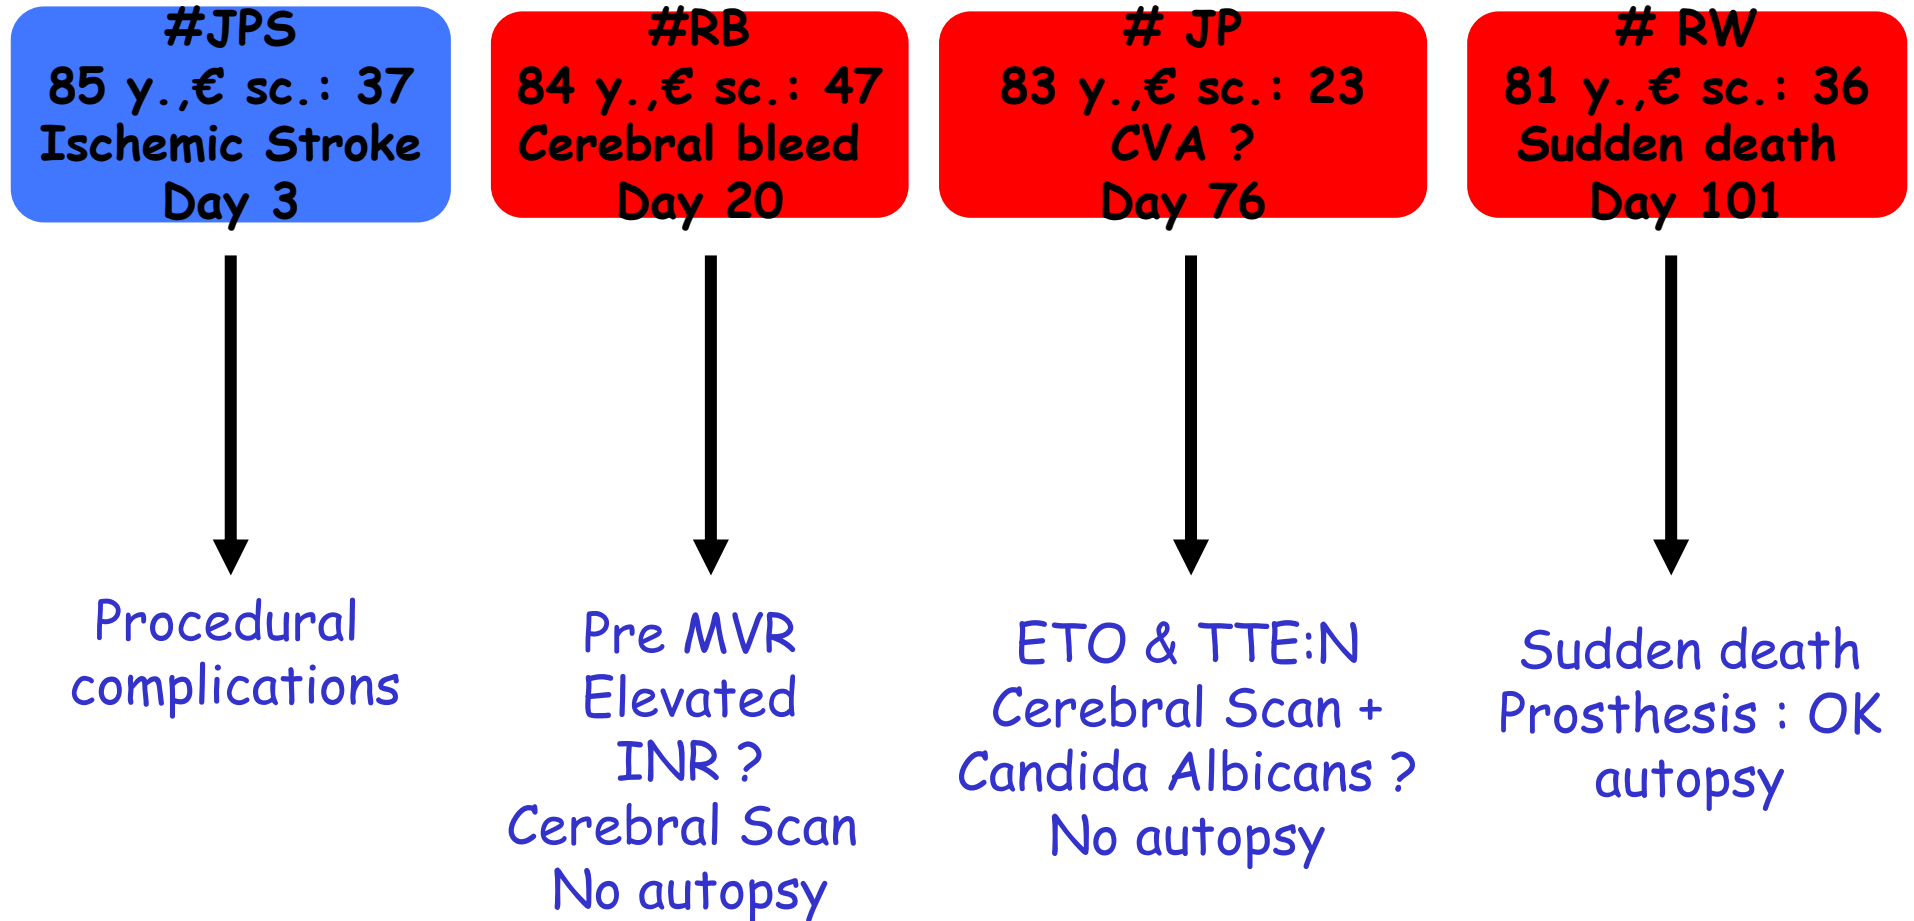 #JPS
85 y.,€ sc.: 37
Ischemic Stroke
Day 3
#RB
84 y.,€ sc.: 47
Cerebral bleed
Day 20
# JP
83 y.,€ sc.: 23
CVA ?
Day 76
# RW
81 y.,€ sc.: 36
Sudden death
Day 101
Procedural
complications
Pre MVR
Elevated
INR ?
Cerebral Scan
No autopsy
ETO & TTE:N
Cerebral Scan +
Candida Albicans ?
No autopsy
Sudden death
Prosthesis : OK
autopsy